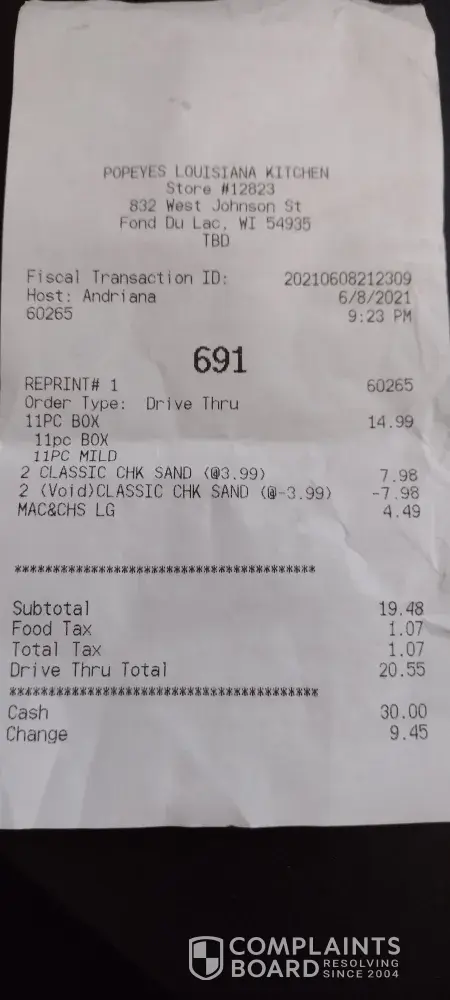 POPEYES LOUISIANA KITCHEN
Store #12823
832 West Johnson St
Fond Du Lac, WI 54935
TBD
Fiscal Transaction ID: 20210608212309
Host: Andriana 6/8/2021
60265 9:23 PM
691
REPRINT# 1 60265
Order Type: Drive Thru
11PC BOX 14.99
11pc BOX
11PC MILD
2 CLASSIC CHK SAND (@3.99) 7.98
2 (Void)CLASSIC CHK SAND (@-3.99) -7.98
MAC&CHS LG 4.49
****************************************
Subtotal 19.48
Food Tax 1.07
Total Tax 1.07
Drive Thru Total 20.55
****************************************
Cash 30.00
Change 9.45
COMPLAINTS
BOARD RESOLVING
SINCE 2004